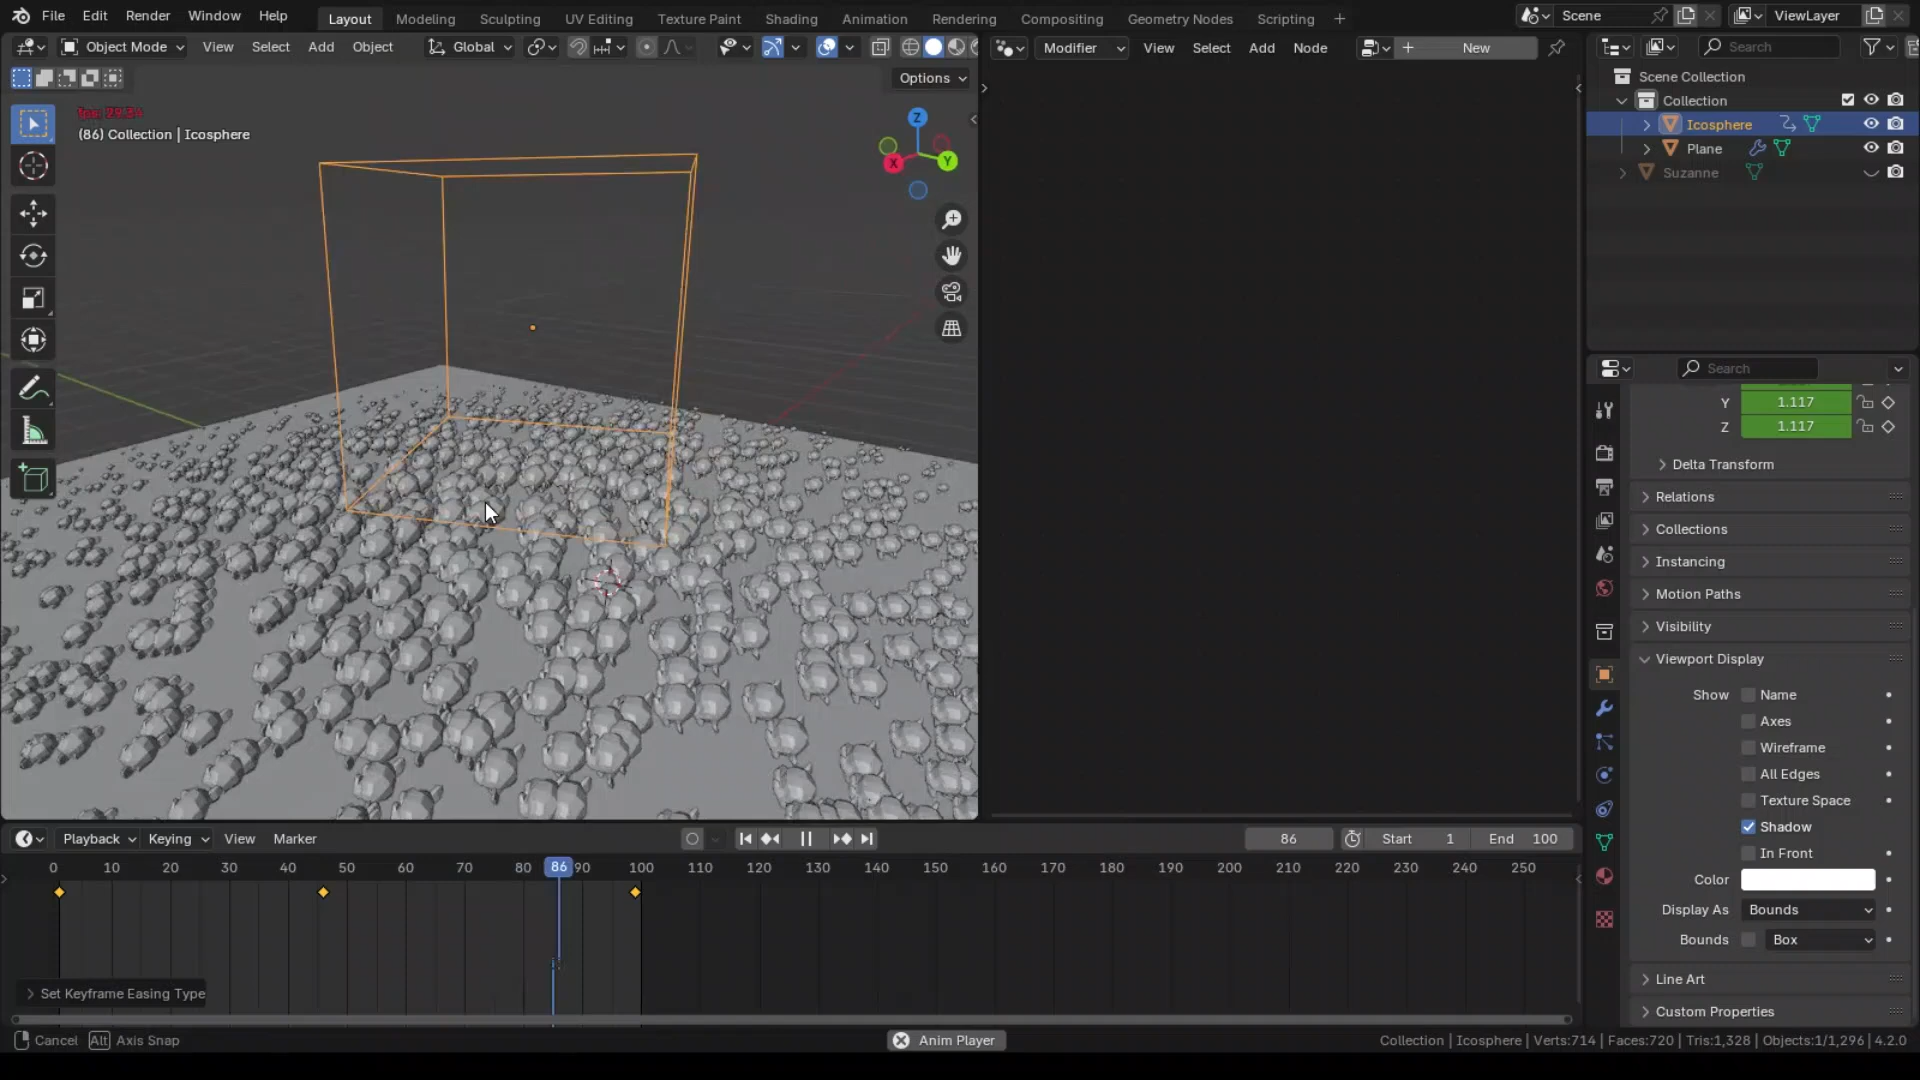 File Edit Render Window Help Layout Modeling Sculpting UV Editing Texture Paint Shading Animation Rendering Compositing Geometry Nodes Scripting + Scene ViewLayer
Object Mode View Select Add Object Global Modifier View Select Add Node New Search
Options
Scene Collection
Collection
Icosphere
Plane
Suzanne
(86) Collection | Icosphere
Z
X
Y
Search
Y 1.117
Z 1.117
Delta Transform
Relations
Collections
Instancing
Motion Paths
Visibility
Viewport Display
Show Name
Axes
Wireframe
All Edges
Texture Space
Shadow
In Front
Color
Display As Bounds
Bounds Box
Line Art
Custom Properties
Playback Keying View Marker 86 Start 1 End 100
0 10 20 30 40 50 60 70 80 86 90 100 110 120 130 140 150 160 170 180 190 200 210 220 230 240 250
Set Keyframe Easing Type
Cancel Alt Axis Snap Anim Player Collection | Icosphere | Verts:714 | Faces:720 | Tris:1,328 | Objects:1/1,296 | 4.2.0